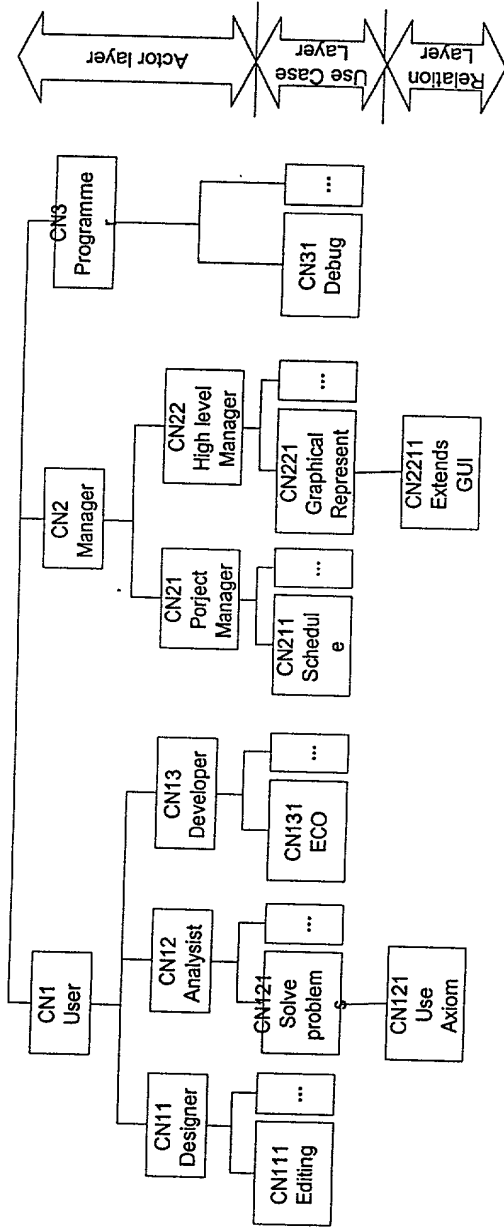 CN1
User
CN2
Manager
CN3
Programme
r
CN11
Designer
CN12
Analysist
CN13
Developer
CN21
Porject
Manager
CN22
High level
Manager
CN111
Editing
...
CN121
Solve
problem
s
...
CN131
ECO
...
CN211
Schedul
e
...
CN221
Graphical
Represent
...
CN31
Debug
...
CN121
Use
Axiom
CN2211
Extends
GUI
Actor layer
Use Case
Layer
Relation
Layer